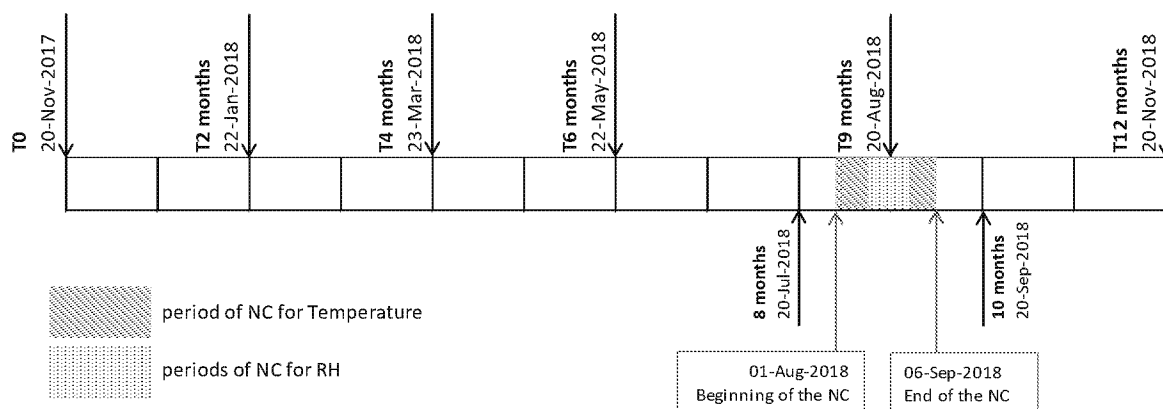 T0
20-Nov-2017
T2 months
22-Jan-2018
T4 months
23-Mar-2018
T6 months
22-May-2018
T9 months
20-Aug-2018
T12 months
20-Nov-2018
8 months
20-Jul-2018
10 months
20-Sep-2018
period of NC for Temperature
periods of NC for RH
01-Aug-2018
Beginning of the NC
06-Sep-2018
End of the NC